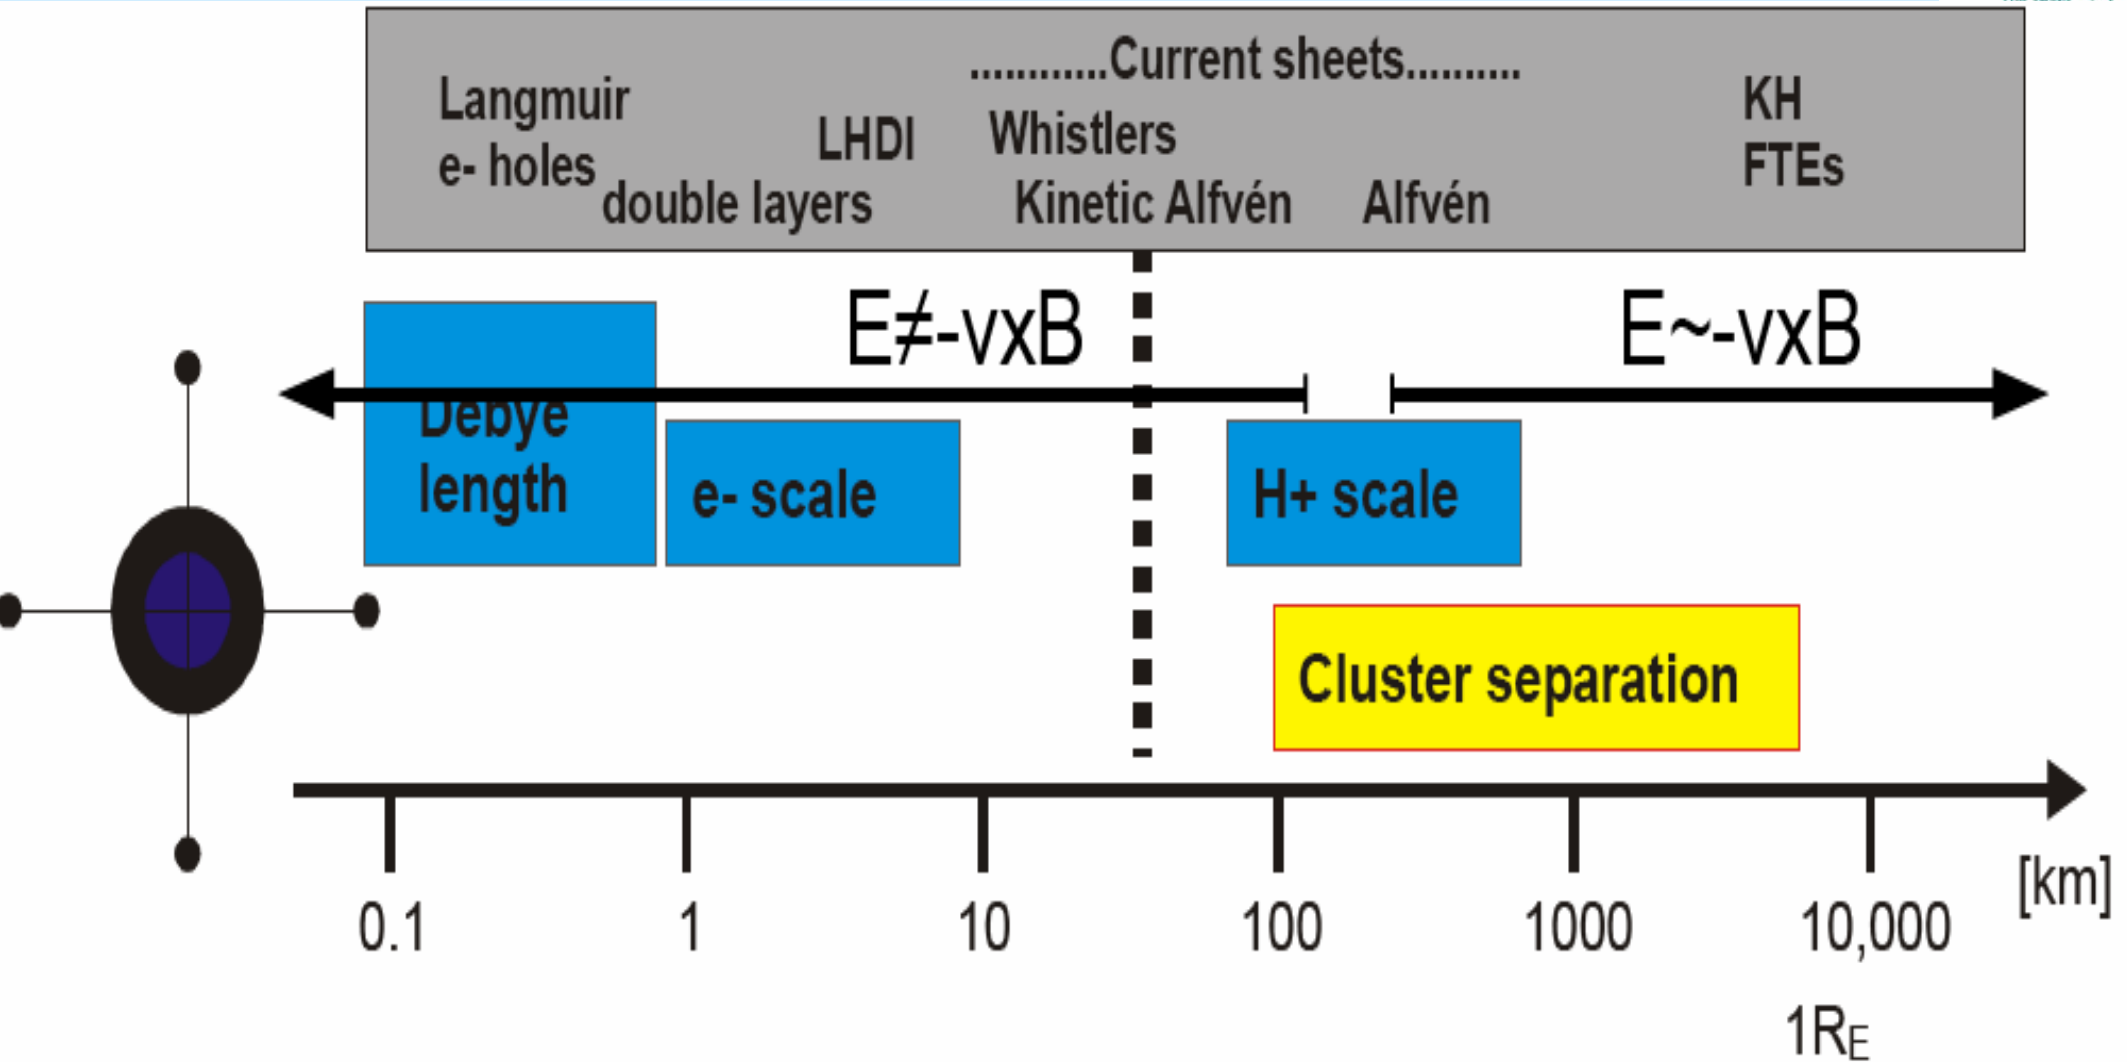 ............Current sheets..........
Langmuir
e- holes
double layers
LHDI
Whistlers
Kinetic Alfvén
Alfvén
KH
FTEs
E≠-vxB
E~-vxB
Debye
length
e- scale
H+ scale
Cluster separation
0.1 1 10 100 1000 10,000 [km]
1RE